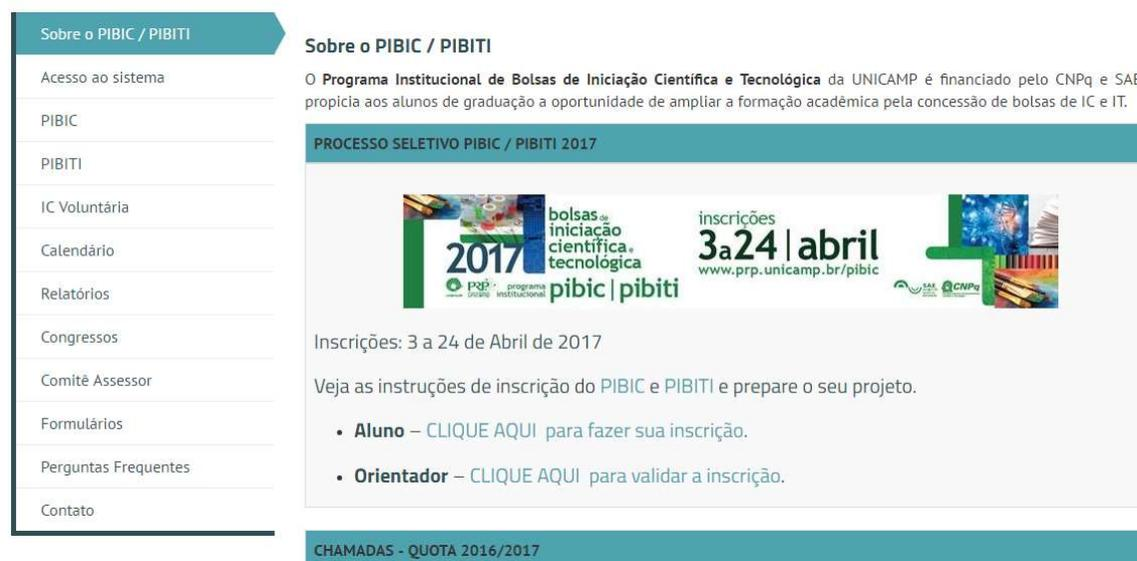 Sobre o PIBIC / PIBITI
Acesso ao sistema
PIBIC
PIBITI
IC Voluntária
Calendário
Relatórios
Congressos
Comitê Assessor
Formulários
Perguntas Frequentes
Contato
Sobre o PIBIC / PIBITI
O Programa Institucional de Bolsas de Iniciação Científica e Tecnológica da UNICAMP é financiado pelo CNPq e SAE
propicia aos alunos de graduação a oportunidade de ampliar a formação acadêmica pela concessão de bolsas de IC e IT.
PROCESSO SELETIVO PIBIC / PIBITI 2017
2017
bolsas de
iniciação
científica e
tecnológica
PRP programa
institucional pibic | pibiti
inscrições
3a24 | abril
www.prp.unicamp.br/pibic
SAE CNPq
Inscrições: 3 a 24 de Abril de 2017
Veja as instruções de inscrição do PIBIC e PIBITI e prepare o seu projeto.
• Aluno – CLIQUE AQUI para fazer sua inscrição.
• Orientador – CLIQUE AQUI para validar a inscrição.
CHAMADAS - QUOTA 2016/2017